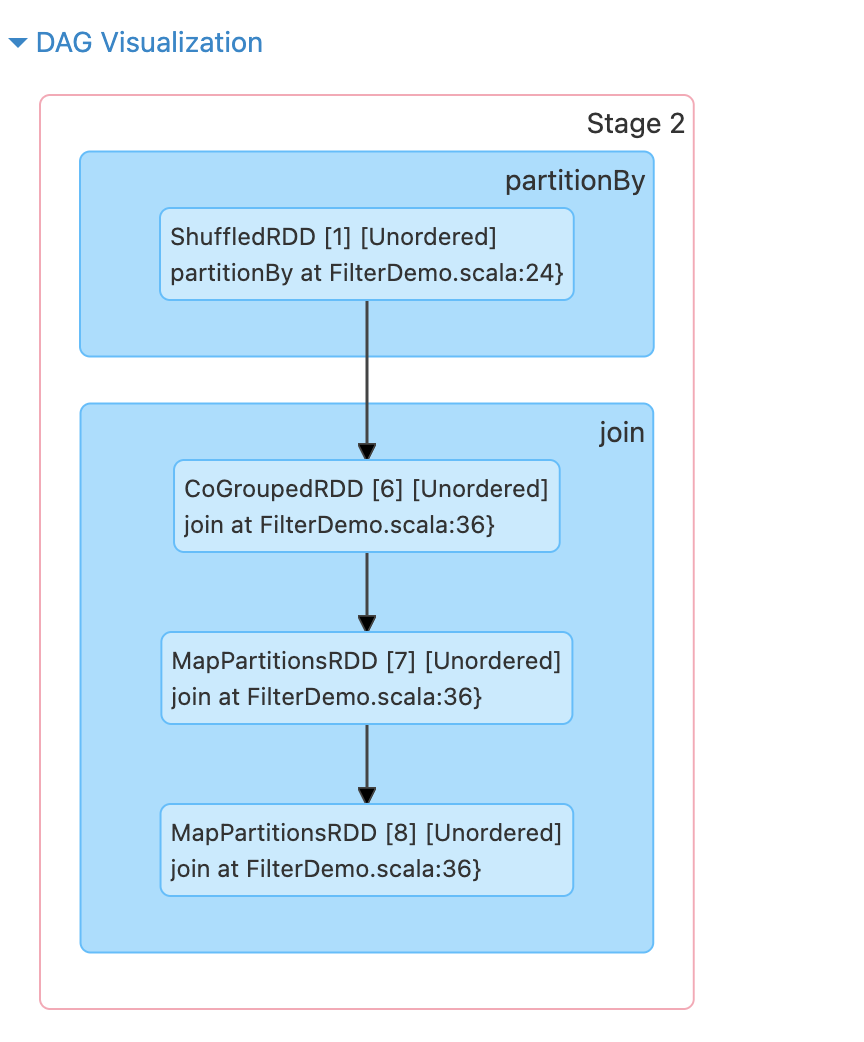 DAG Visualization
Stage 2
partitionBy
ShuffledRDD [1] [Unordered]
partitionBy at FilterDemo.scala:24}
join
CoGroupedRDD [6] [Unordered]
join at FilterDemo.scala:36}
MapPartitionsRDD [7] [Unordered]
join at FilterDemo.scala:36}
MapPartitionsRDD [8] [Unordered]
join at FilterDemo.scala:36}